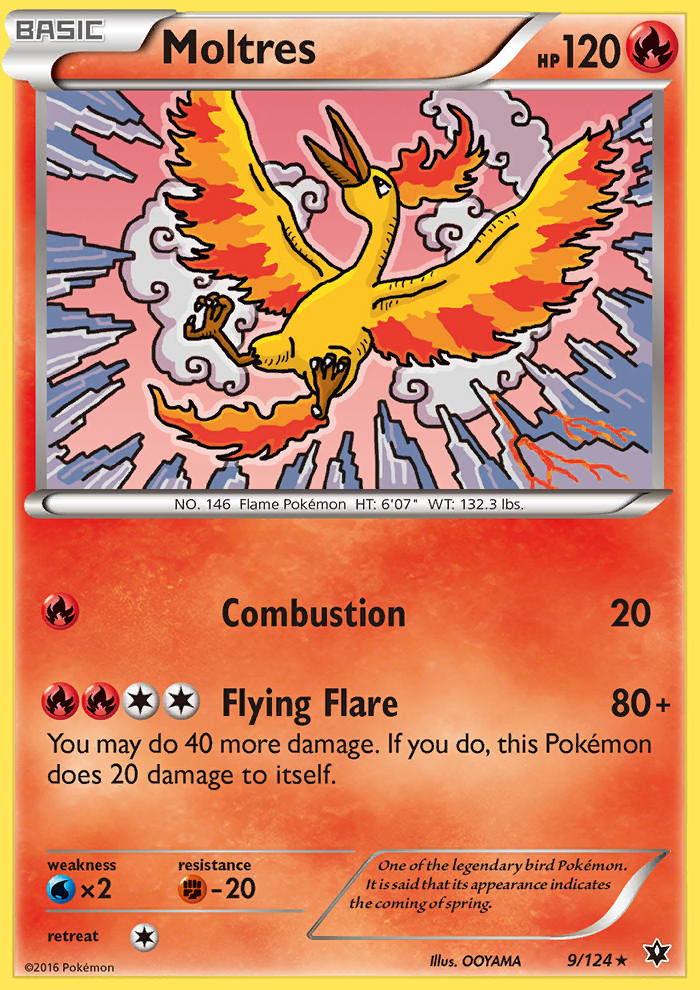 BASIC
Moltres
HP 120
NO. 146 Flame Pokémon HT: 6'07" WT: 132.3 lbs.
Combustion 20
Flying Flare 80+
You may do 40 more damage. If you do, this Pokémon
does 20 damage to itself.
weakness
×2
resistance
-20
retreat
One of the legendary bird Pokémon.
It is said that its appearance indicates
the coming of spring.
©2016 Pokémon
Illus. OOYAMA
9/124 ★